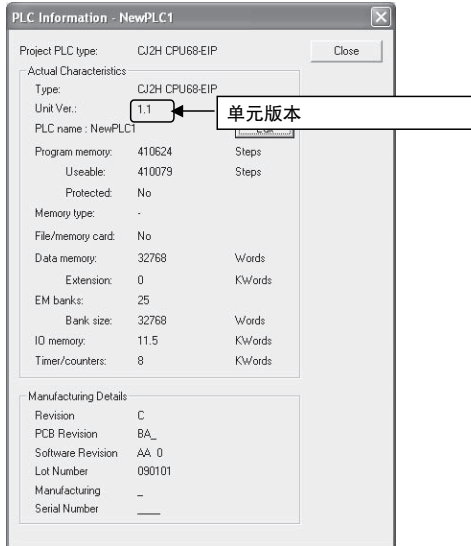 PLC Information - NewPLC1
Project PLC type: CJ2H CPU68-EIP Close
Actual Characteristics
Type: CJ2H CPU68-EIP
Unit Ver.: 1.1 单元版本
PLC name : NewPLC1
Program memory: 410624 Steps
Useable: 410079 Steps
Protected: No
Memory type: -
File/memory card: No
Data memory: 32768 Words
Extension: 0 KWords
EM banks: 25
Bank size: 32768 Words
IO memory: 11.5 KWords
Timer/counters: 8 KWords
Manufacturing Details
Revision C
PCB Revision BA_
Software Revision AA 0
Lot Number 090101
Manufacturing _
Serial Number ____